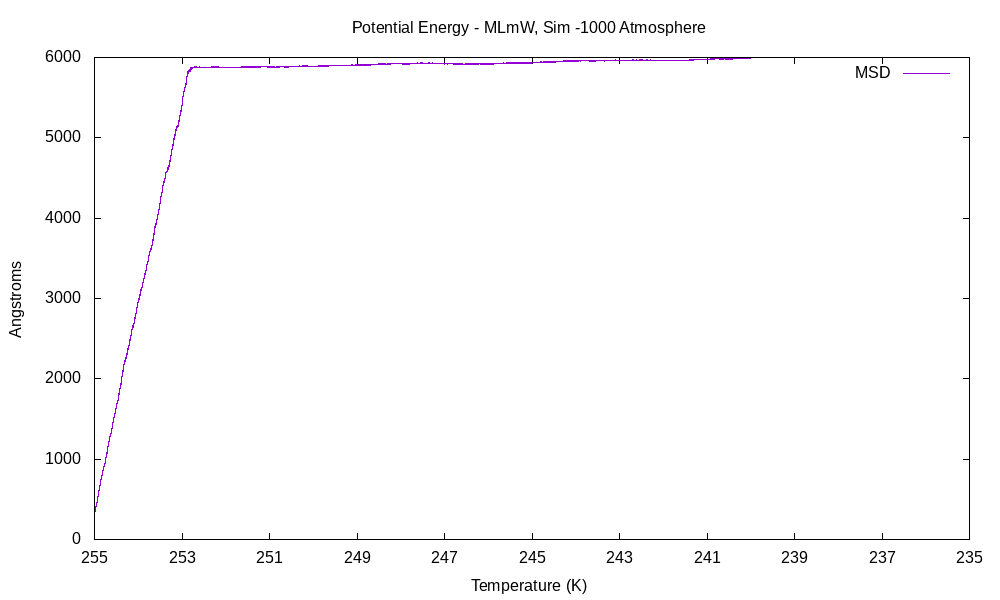 Potential Energy - MLmW, Sim -1000 Atmosphere
6000
MSD
5000
4000
3000
Angstroms
2000
1000
0
255 253 251 249 247 245 243 241 239 237 235
Temperature (K)